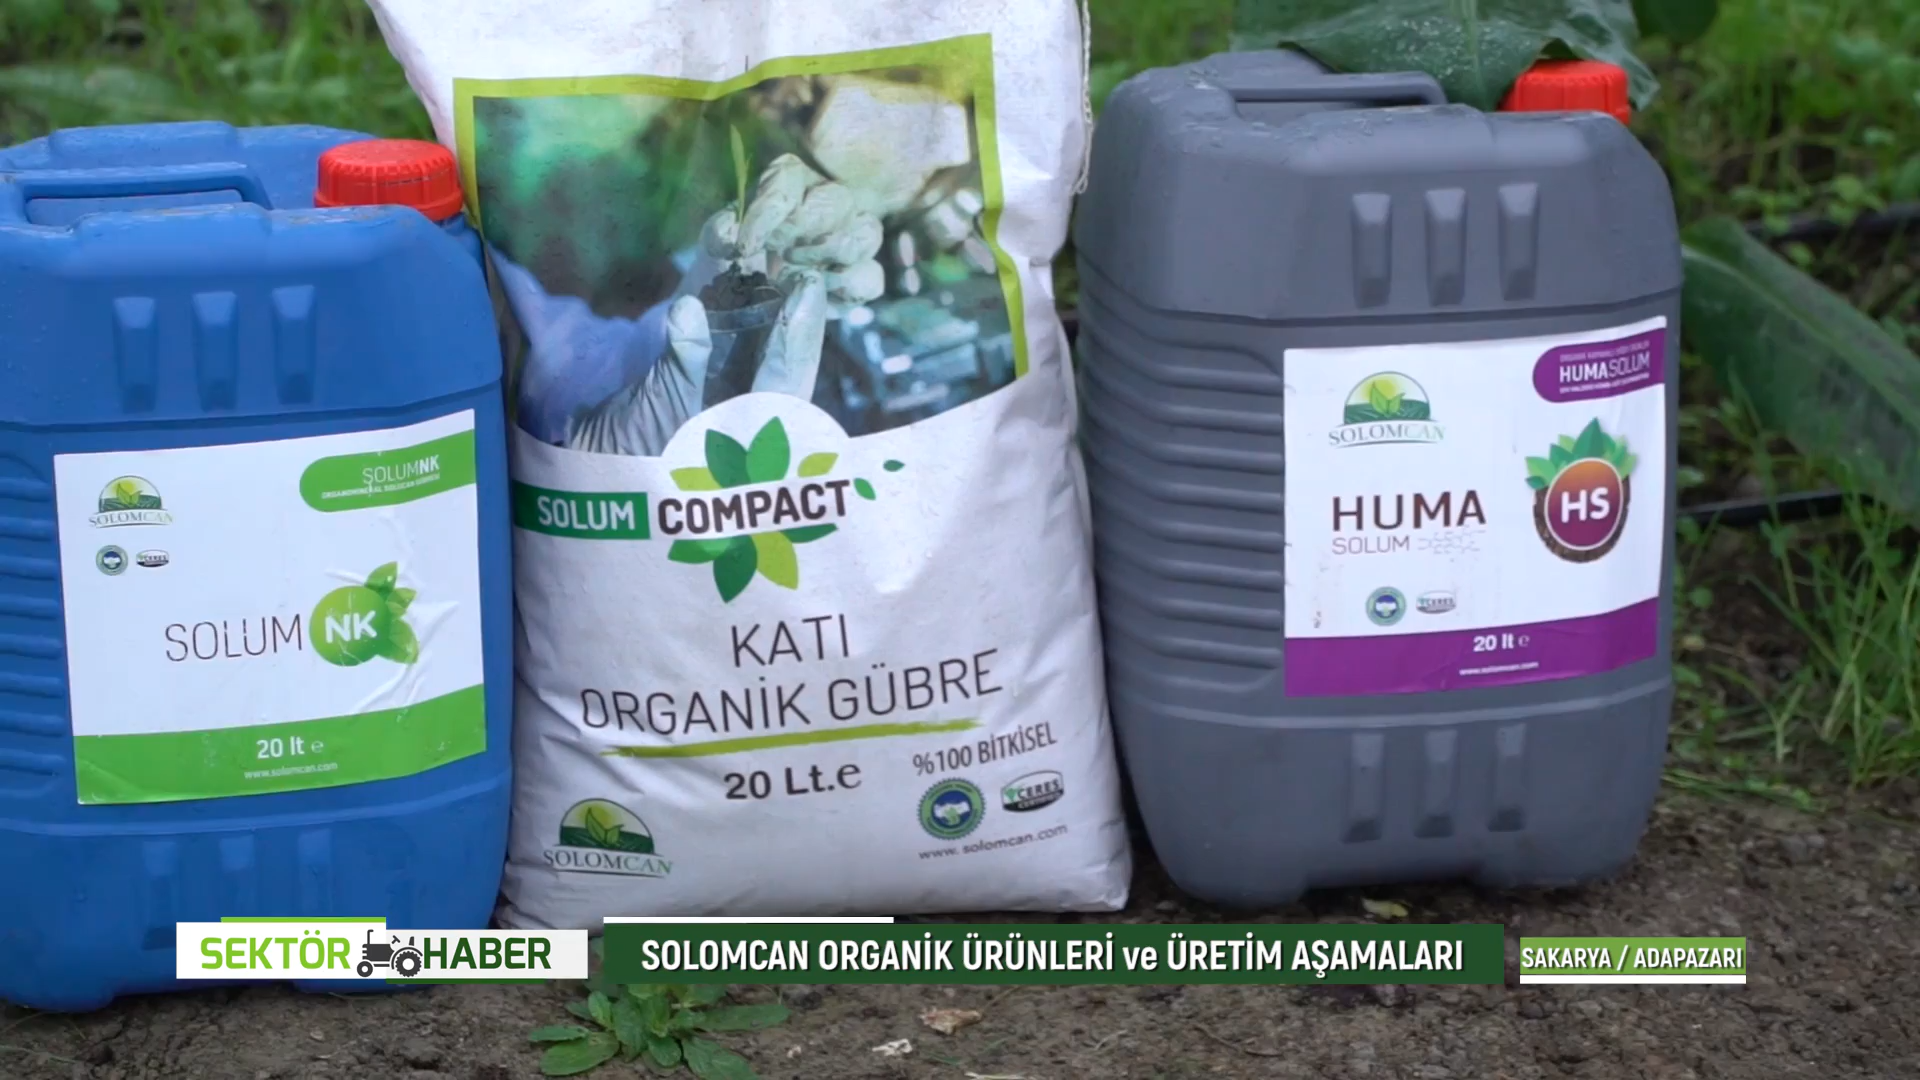 SOLUMNK
SOLOMCAN
SOLUM NK
20 lt e
www.solomcan.com
SOLUM COMPACT
KATI
ORGANİK GÜBRE
20 Lt.e
%100 BİTKİSEL
CERES
SOLOMCAN
www. solomcan.com
HUMASOLUM
SOLOMCAN
HUMA
SOLUM
HS
CERES
20 lt e
www.solomcan.com
SEKTÖR HABER
SOLOMCAN ORGANİK ÜRÜNLERİ ve ÜRETİM AŞAMALARI
SAKARYA / ADAPAZARI